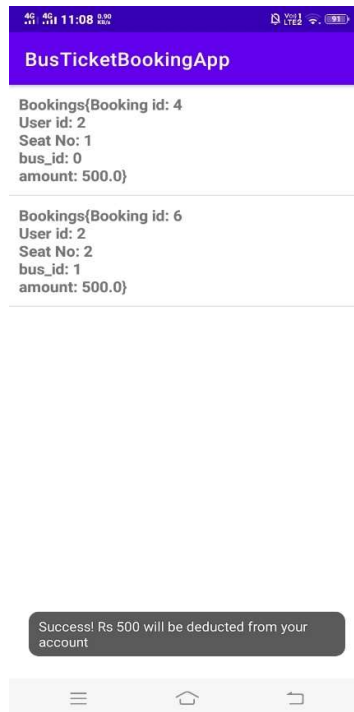 4G 4G 11:08 0.90 KB/s VoD LTE2 91
BusTicketBookingApp
Bookings{Booking id: 4
User id: 2
Seat No: 1
bus_id: 0
amount: 500.0}
Bookings{Booking id: 6
User id: 2
Seat No: 2
bus_id: 1
amount: 500.0}
Success! Rs 500 will be deducted from your
account